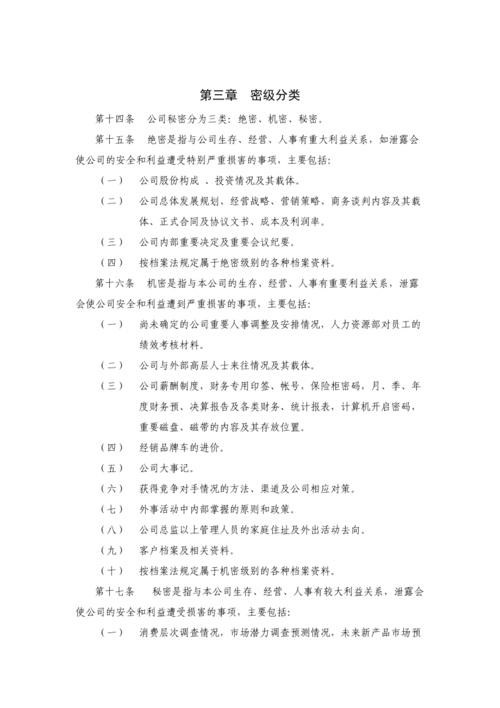 第三章　密级分类
第十四条　公司秘密分为三类：绝密、机密、秘密。
第十五条　绝密是指与公司生存、经营、人事有重大利益关系，如泄露会
使公司的安全和利益遭受特别严重损害的事项，主要包括：
（一）　公司股份构成 、投资情况及其载体。
（二）　公司总体发展规划、经营战略、营销策略、商务谈判内容及其载
体、正式合同及协议文书、成本及利润率。
（三）　公司内部重要决定及重要会议纪要。
（四）　按档案法规定属于绝密级别的各种档案资料。
第十六条　机密是指与本公司的生存、经营、人事有重要利益关系，泄露
会使公司安全和利益遭到严重损害的事项，主要包括：
（一）　尚未确定的公司重要人事调整及安排情况，人力资源部对员工的
绩效考核材料。
（二）　公司与外部高层人士来往情况及其载体。
（三）　公司薪酬制度，财务专用印签、帐号，保险柜密码，月、季、年
度财务预、决算报告及各类财务、统计报表，计算机开启密码，
重要磁盘、磁带的内容及其存放位置。
（四）　经销品牌车的进价。
（五）　公司大事记。
（六）　获得竞争对手情况的方法、渠道及公司相应对策。
（七）　外事活动中内部掌握的原则和政策。
（八）　公司总监以上管理人员的家庭住址及外出活动去向。
（九）　客户档案及相关资料。
（十）　按档案法规定属于机密级别的各种档案资料。
第十七条　秘密是指与本公司生存、经营、人事有较大利益关系，泄露会
使公司的安全和利益遭受损害的事项，主要包括：
（一）　消费层次调查情况，市场潜力调查预测情况，未来新产品市场预